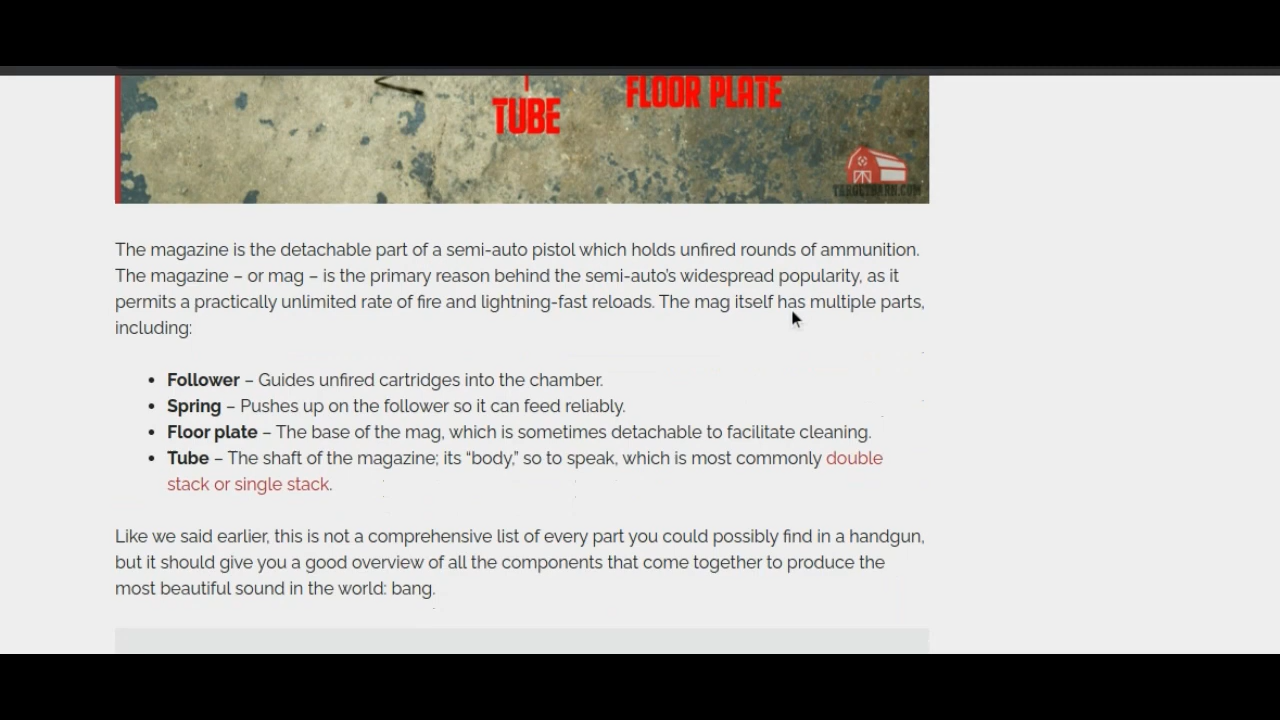 TUBE
FLOOR PLATE
TARGETBARN.COM
The magazine is the detachable part of a semi-auto pistol which holds unfired rounds of ammunition.
The magazine – or mag – is the primary reason behind the semi-auto’s widespread popularity, as it
permits a practically unlimited rate of fire and lightning-fast reloads. The mag itself has multiple parts,
including:
• Follower – Guides unfired cartridges into the chamber.
• Spring – Pushes up on the follower so it can feed reliably.
• Floor plate – The base of the mag, which is sometimes detachable to facilitate cleaning.
• Tube – The shaft of the magazine; its “body,” so to speak, which is most commonly double
stack or single stack.
Like we said earlier, this is not a comprehensive list of every part you could possibly find in a handgun,
but it should give you a good overview of all the components that come together to produce the
most beautiful sound in the world: bang.